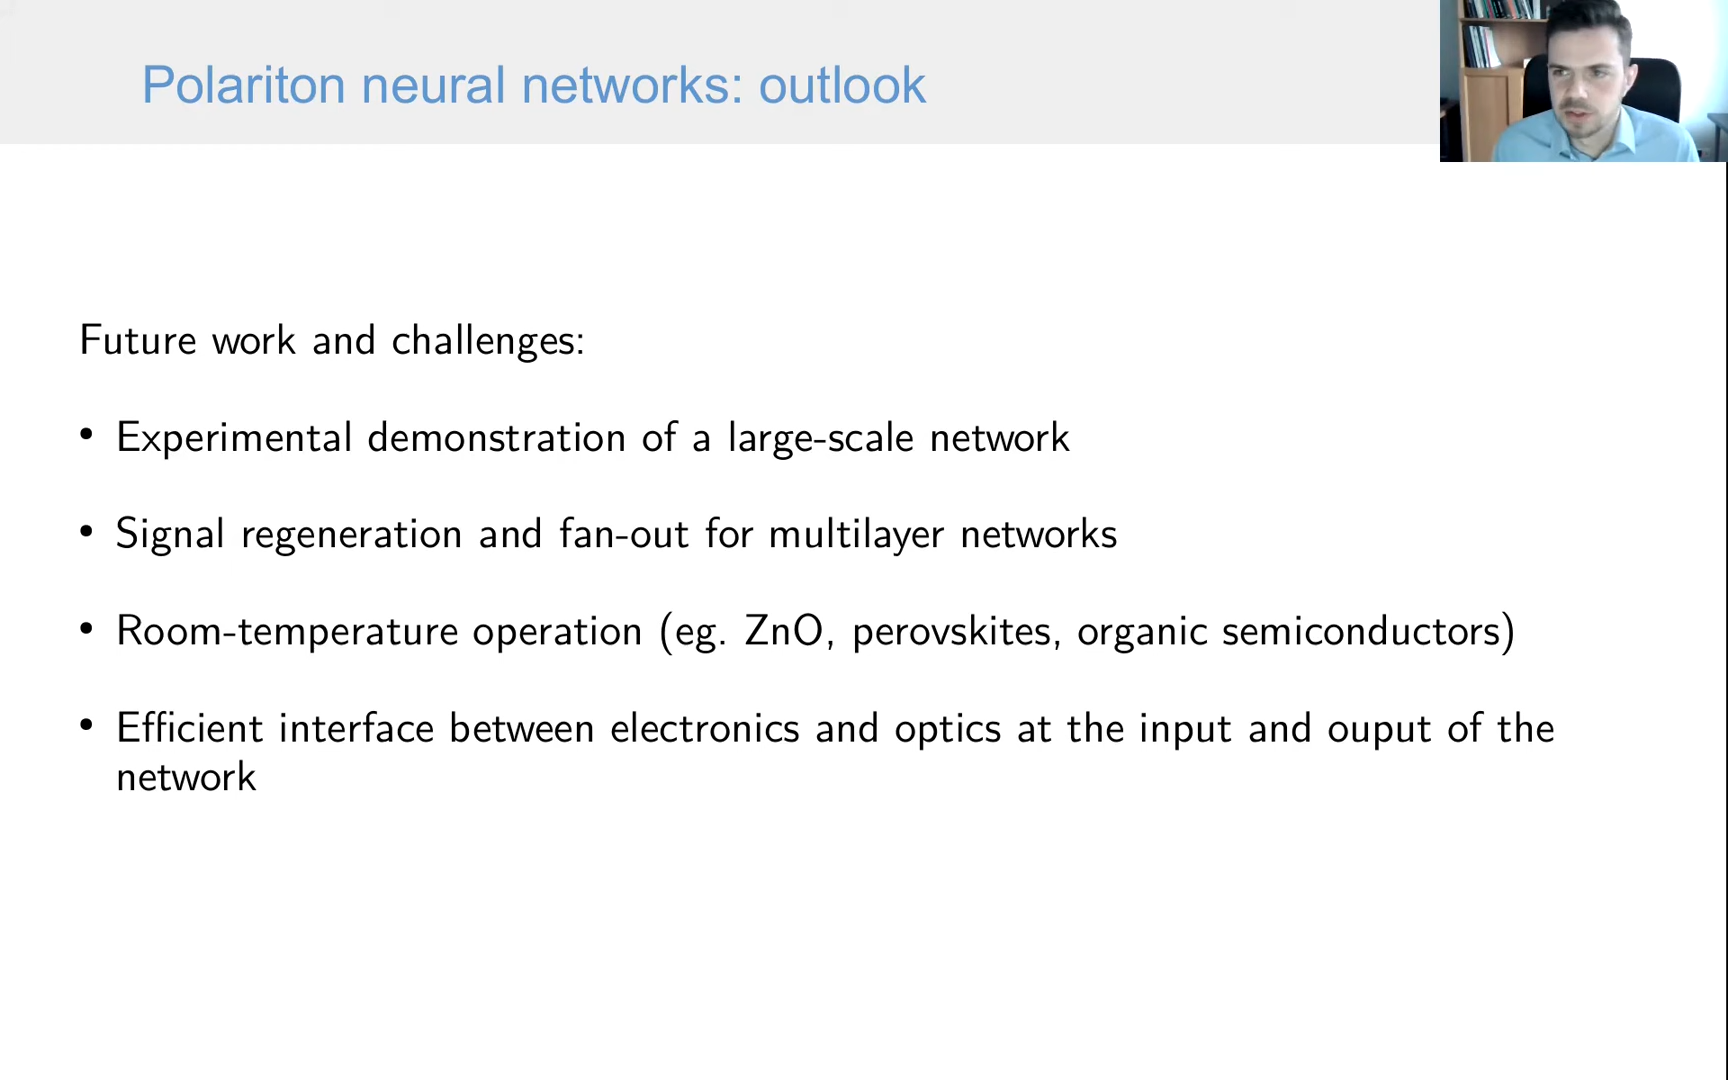 Polariton neural networks: outlook
Future work and challenges:
• Experimental demonstration of a large-scale network
• Signal regeneration and fan-out for multilayer networks
• Room-temperature operation (eg. ZnO, perovskites, organic semiconductors)
• Efficient interface between electronics and optics at the input and ouput of the
network